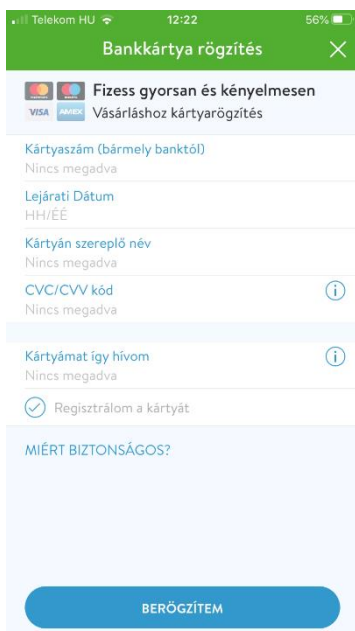 Telekom HU 12:22 56%
Bankkártya rögzítés
Fizess gyorsan és kényelmesen
VISA AMEX Vásárláshoz kártyarögzítés
Kártyaszám (bármely banktól)
Nincs megadva
Lejárati Dátum
HH/ÉÉ
Kártyán szereplő név
Nincs megadva
CVC/CVV kód
Nincs megadva
Kártyámat így hívom
Nincs megadva
Regisztrálom a kártyát
MIÉRT BIZTONSÁGOS?
BERÖGZÍTEM